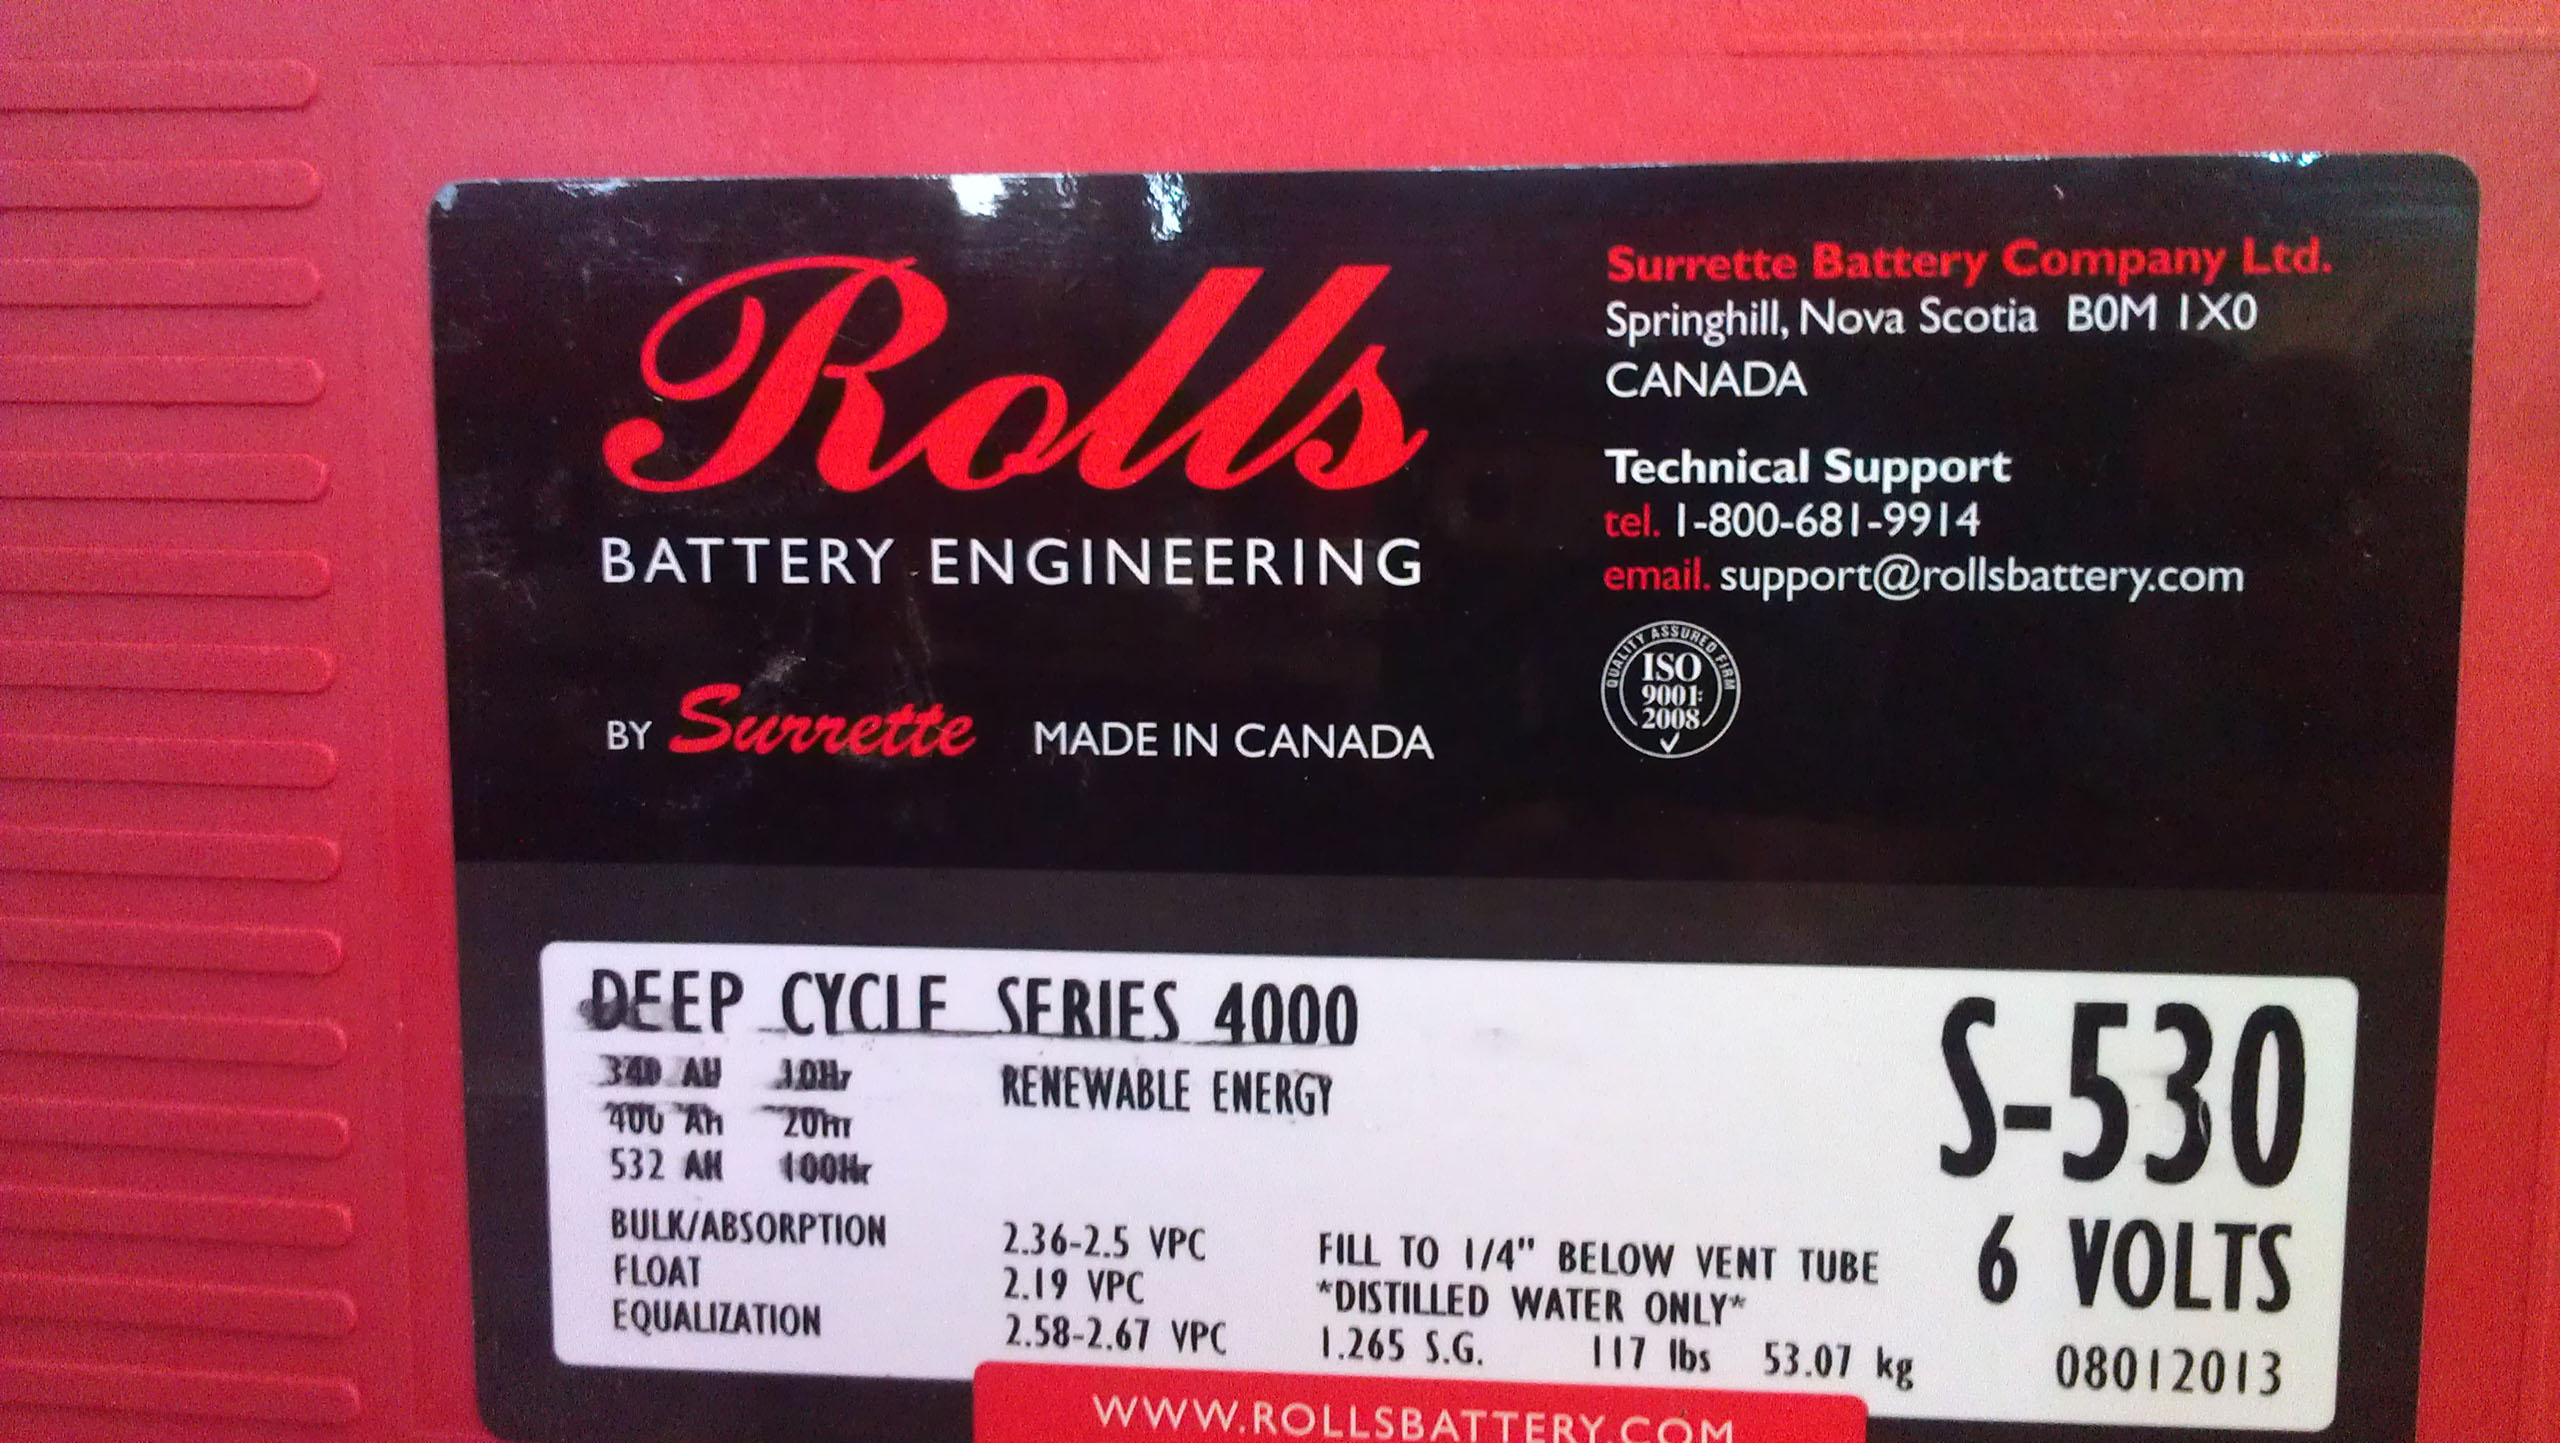 Rolls
BATTERY ENGINEERING
BY Surrette MADE IN CANADA
Surrette Battery Company Ltd.
Springhill, Nova Scotia B0M 1X0
CANADA
Technical Support
tel. 1-800-681-9914
email. support@rollsbattery.com
QUALITY ASSURED FIRM
ISO
9001:
2008
DEEP CYCLE SERIES 4000
340 AH 10Hr
400 AH 20Hr
532 AH 100Hr
RENEWABLE ENERGY
S-530
6 VOLTS
08012013
BULK/ABSORPTION 2.36-2.5 VPC
FLOAT 2.19 VPC
EQUALIZATION 2.58-2.67 VPC
FILL TO 1/4" BELOW VENT TUBE
*DISTILLED WATER ONLY*
1.265 S.G. 117 lbs 53.07 kg
WWW.ROLLSBATTERY.COM